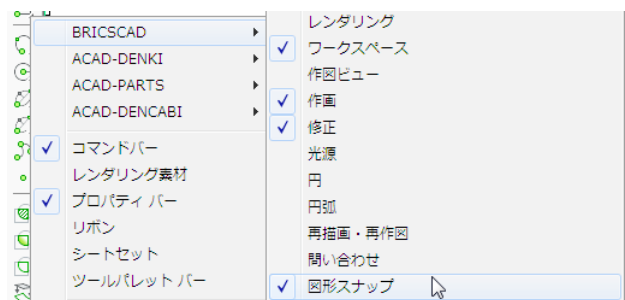 BRICSCAD
ACAD-DENKI
ACAD-PARTS
ACAD-DENCABI
コマンドバー
レンダリング素材
プロパティ バー
リボン
シートセット
ツールパレット バー
レンダリング
ワークスペース
作図ビュー
作画
修正
光源
円
円弧
再描画・再作図
問い合わせ
図形スナップ